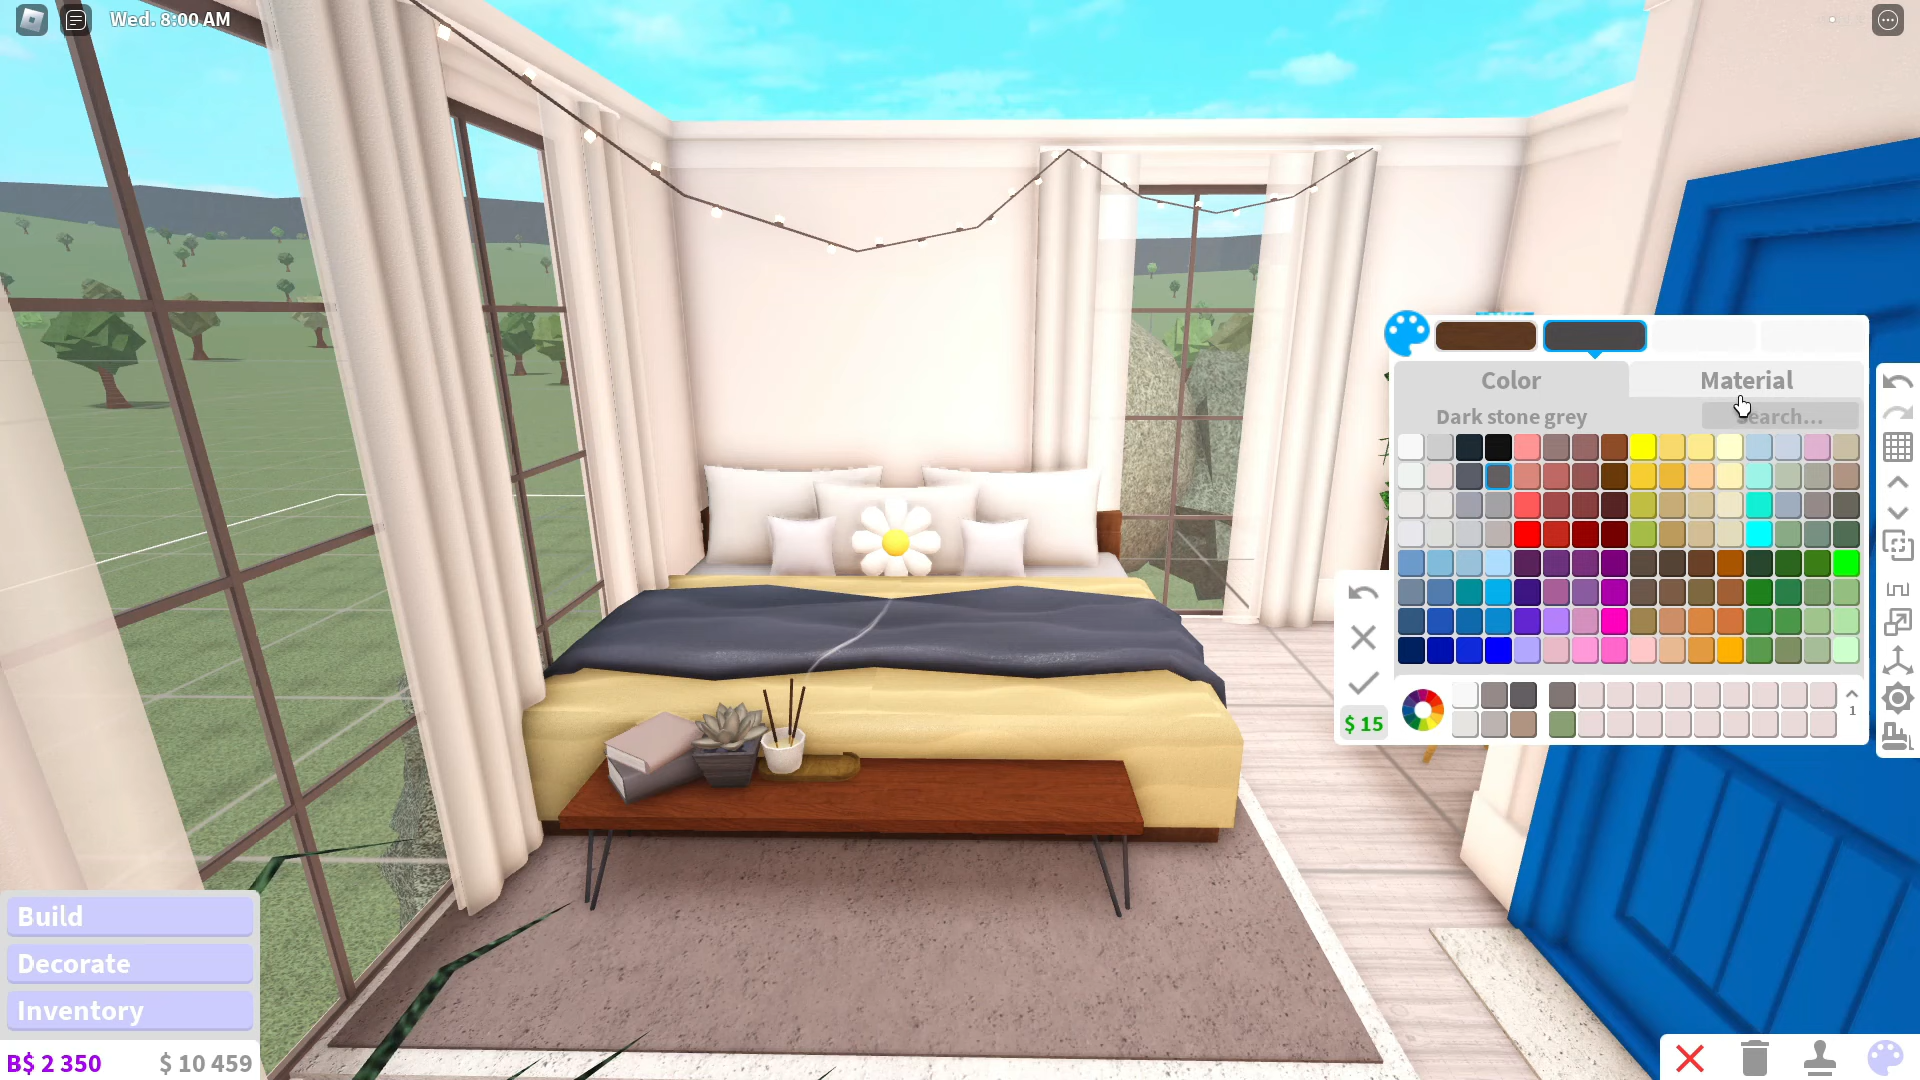 Wed. 8:00 AM
Color
Material
Dark stone grey
Search...
$ 15
1
Build
Decorate
Inventory
B$ 2 350
$ 10 459